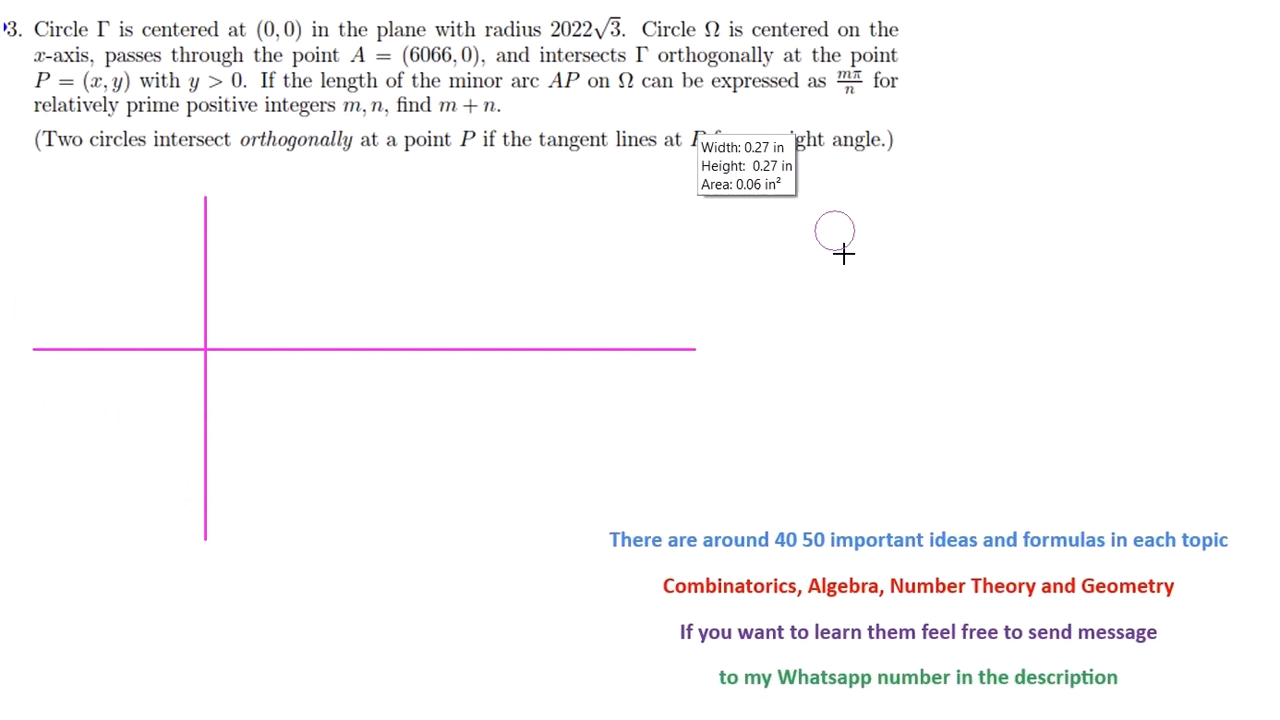 3. Circle Γ is centered at (0,0) in the plane with radius 2022√3. Circle Ω is centered on the
x-axis, passes through the point A = (6066,0), and intersects Γ orthogonally at the point
P = (x,y) with y > 0. If the length of the minor arc AP on Ω can be expressed as mπ/n for
relatively prime positive integers m,n, find m + n.
(Two circles intersect orthogonally at a point P if the tangent lines at ght angle.)
Width: 0.27 in
Height: 0.27 in
Area: 0.06 in²
There are around 40 50 important ideas and formulas in each topic
Combinatorics, Algebra, Number Theory and Geometry
If you want to learn them feel free to send message
to my Whatsapp number in the description